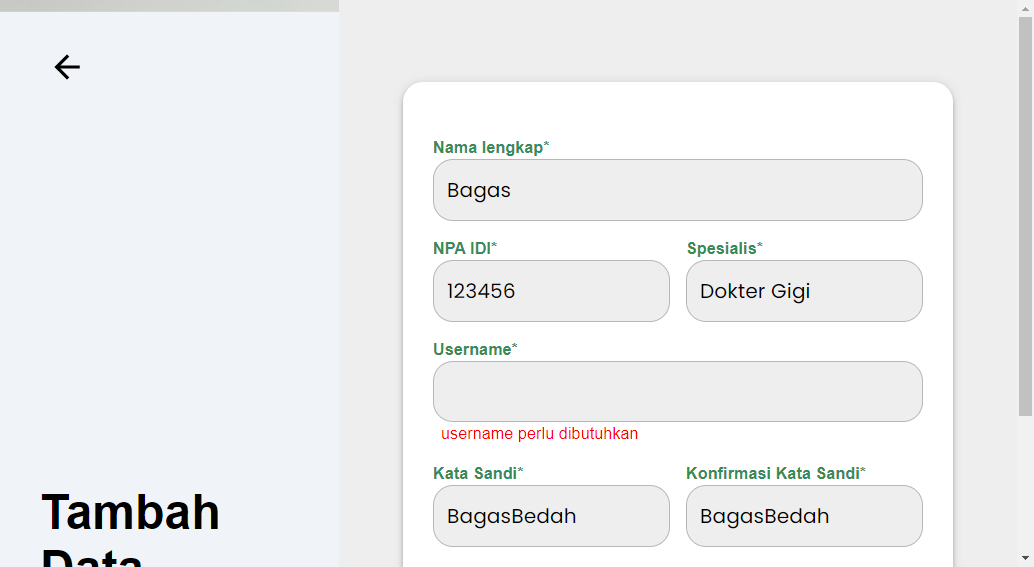 Nama lengkap*
Bagas
NPA IDI*
Spesialis*
123456
Dokter Gigi
Username*
username perlu dibutuhkan
Kata Sandi*
Konfirmasi Kata Sandi*
BagasBedah
BagasBedah
Tambah
Data